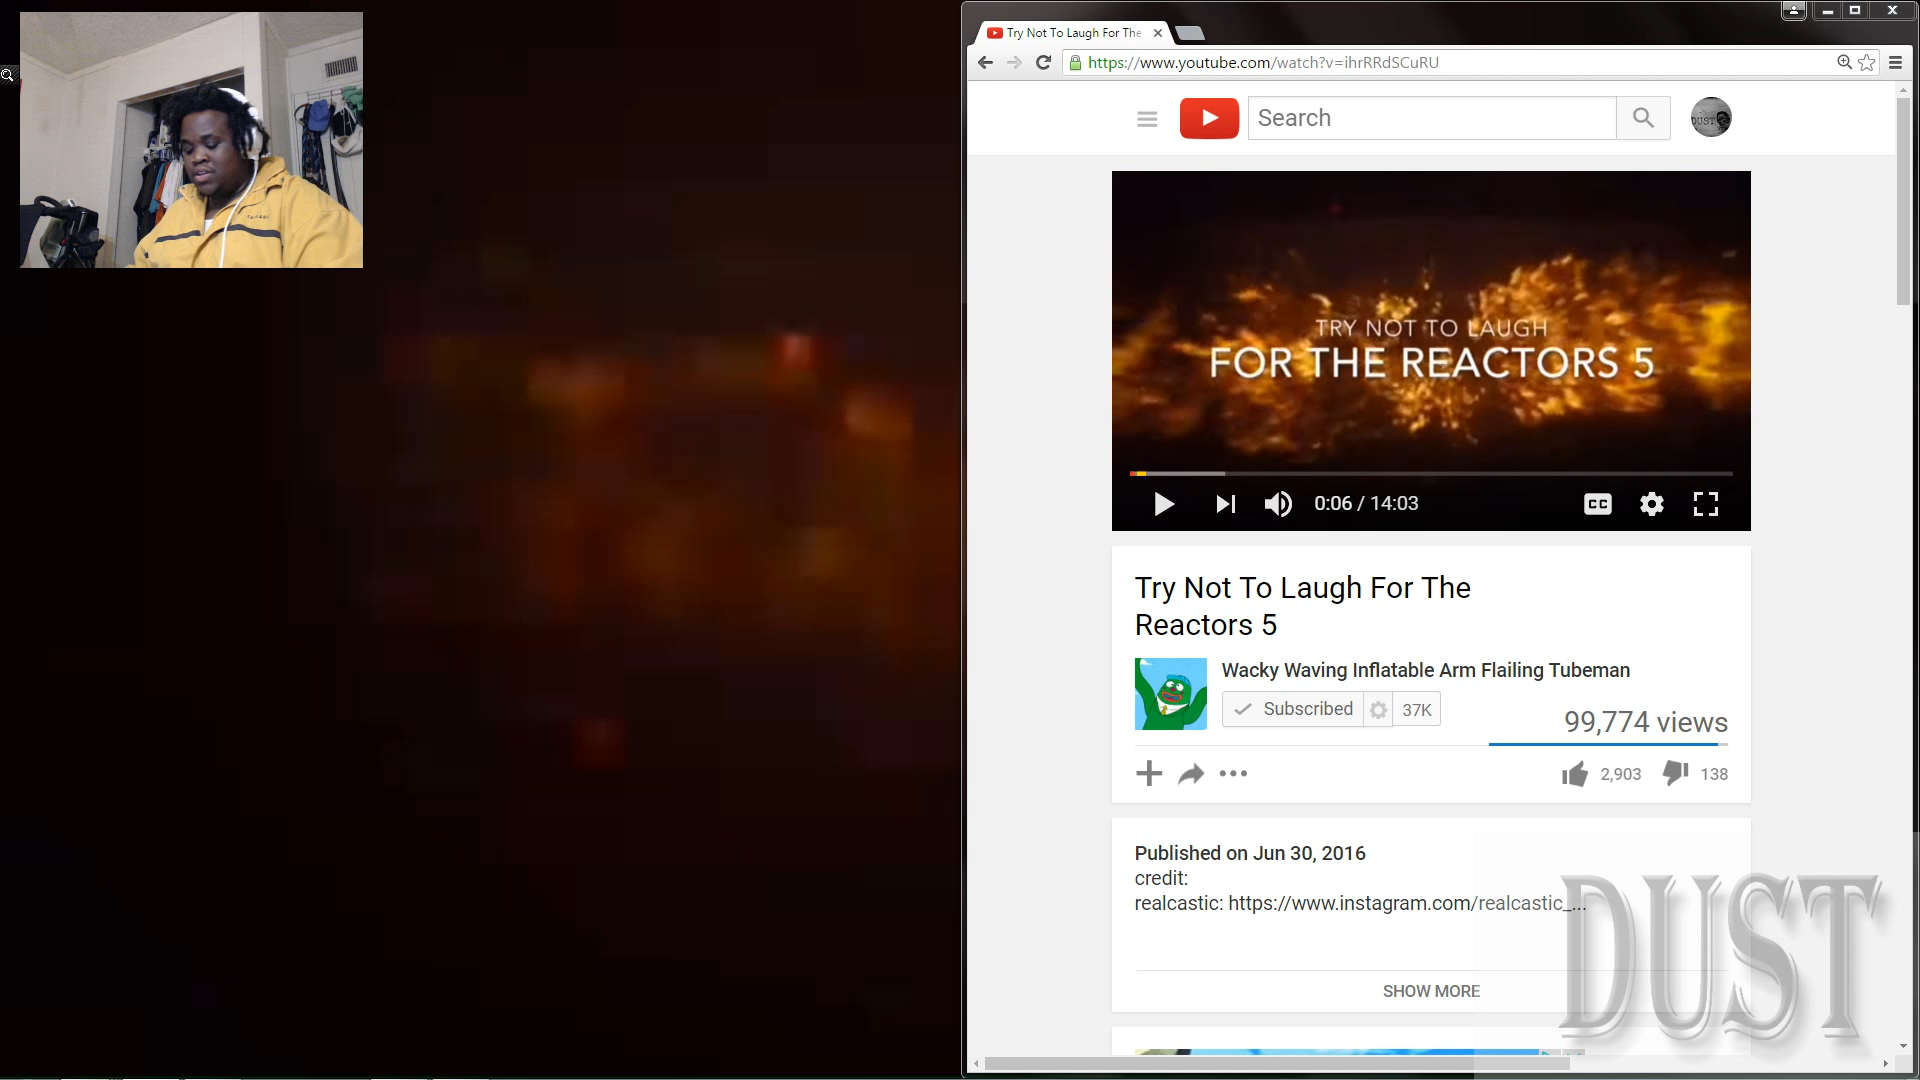 Try Not To Laugh For The
https://www.youtube.com/watch?v=ihrRRdSCuRU
Search
DUST
TRY NOT TO LAUGH
FOR THE REACTORS 5
0:06 / 14:03
CC
Try Not To Laugh For The
Reactors 5
Wacky Waving Inflatable Arm Flailing Tubeman
Subscribed 37K
99,774 views
2,903 138
Published on Jun 30, 2016
credit:
realcastic: https://www.instagram.com/realcastic_...
SHOW MORE
DUST